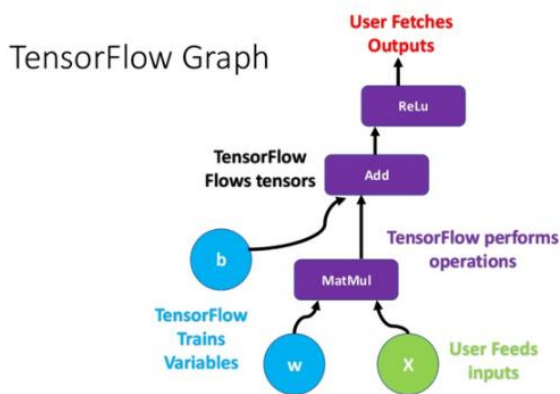 User Fetches
Outputs
TensorFlow Graph
ReLu
TensorFlow
Flows tensors
Add
TensorFlow performs
operations
b
MatMul
TensorFlow
Trains
Variables
w
X
User Feeds
inputs